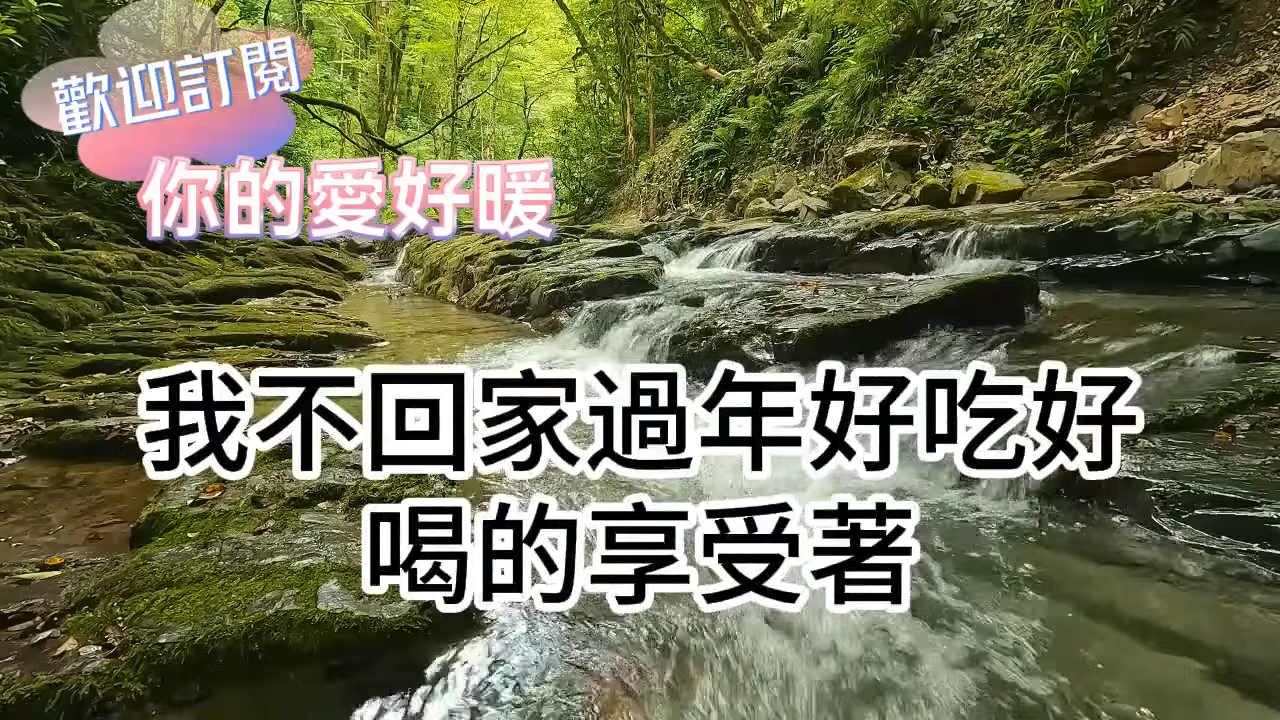 歡迎訂閱
你的愛好暖
我不回家過年好吃好
喝的享受著